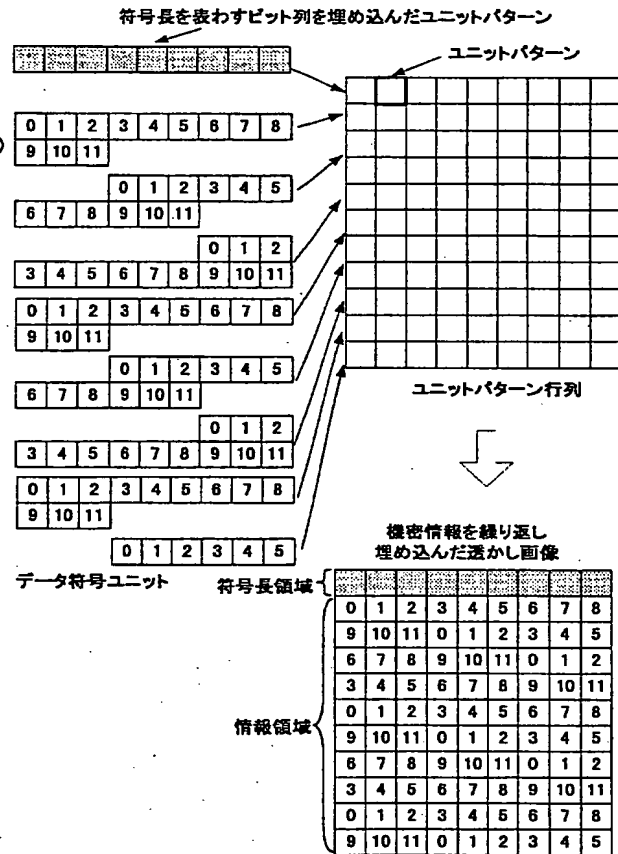 符号長を表わすビット列を埋め込んだユニットパターン
ユニットパターン
0 1 2 3 4 5 6 7 8
9 10 11
0 1 2 3 4 5
6 7 8 9 10 11
0 1 2
3 4 5 6 7 8 9 10 11
0 1 2 3 4 5 6 7 8
9 10 11
0 1 2 3 4 5
6 7 8 9 10 11
0 1 2
3 4 5 6 7 8 9 10 11
0 1 2 3 4 5 6 7 8
9 10 11
0 1 2 3 4 5
データ符号ユニット
ユニットパターン行列
機密情報を繰り返し
埋め込んだ透かし画像
符号長領域
情報領域
0 1 2 3 4 5 6 7 8
9 10 11 0 1 2 3 4 5
6 7 8 9 10 11 0 1 2
3 4 5 6 7 8 9 10 11
0 1 2 3 4 5 6 7 8
9 10 11 0 1 2 3 4 5
6 7 8 9 10 11 0 1 2
3 4 5 6 7 8 9 10 11
0 1 2 3 4 5 6 7 8
9 10 11 0 1 2 3 4 5